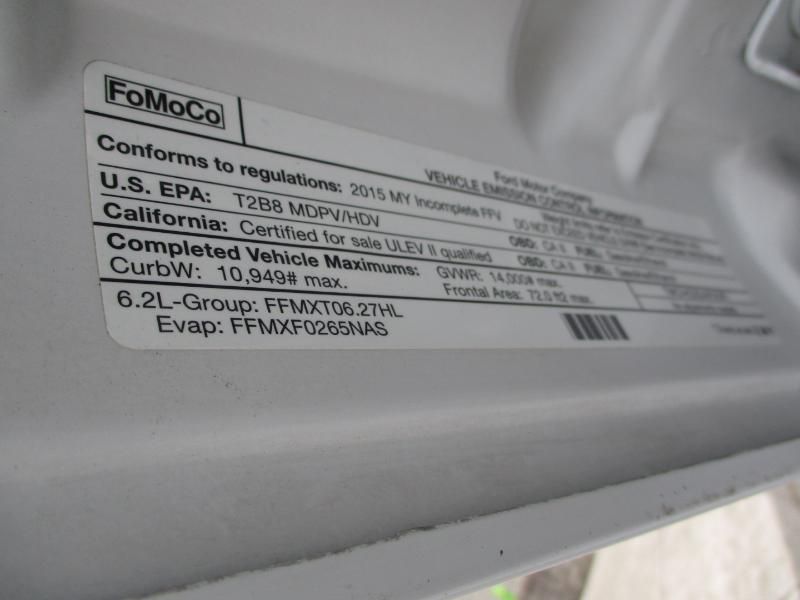 FoMoCo
Ford Motor Company
VEHICLE EMISSION CONTROL INFORMATION
Conforms to regulations: 2015 MY Incomplete FFV
U.S. EPA: T2B8 MDPV/HDV OBD: CA II FUEL:
California: Certified for sale ULEV II qualified OBD: CA II FUEL:
Completed Vehicle Maximums: GVWR: 14,000# max.
CurbW: 10,949# max. Frontal Area: 72.0 ft2 max.
6.2L-Group: FFMXT06.27HL
Evap: FFMXF0265NAS